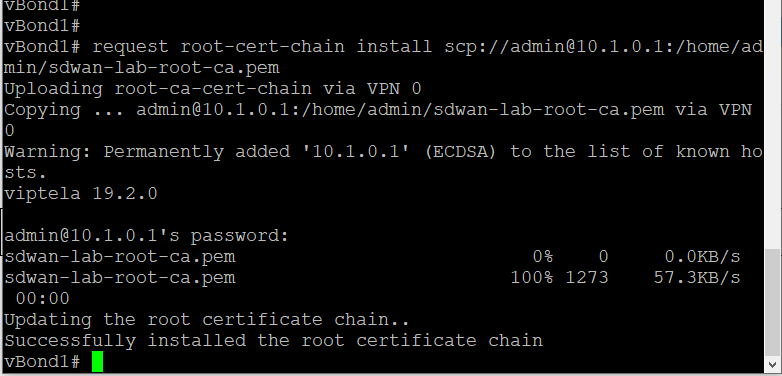 vBond1#
vBond1#
vBond1# request root-cert-chain install scp://admin@10.1.0.1:/home/ad
min/sdwan-lab-root-ca.pem
Uploading root-ca-cert-chain via VPN 0
Copying ... admin@10.1.0.1:/home/admin/sdwan-lab-root-ca.pem via VPN
0
Warning: Permanently added '10.1.0.1' (ECDSA) to the list of known ho
sts.
viptela 19.2.0
admin@10.1.0.1's password:
sdwan-lab-root-ca.pem 0% 0 0.0KB/s
sdwan-lab-root-ca.pem 100% 1273 57.3KB/s
00:00
Updating the root certificate chain..
Successfully installed the root certificate chain
vBond1#